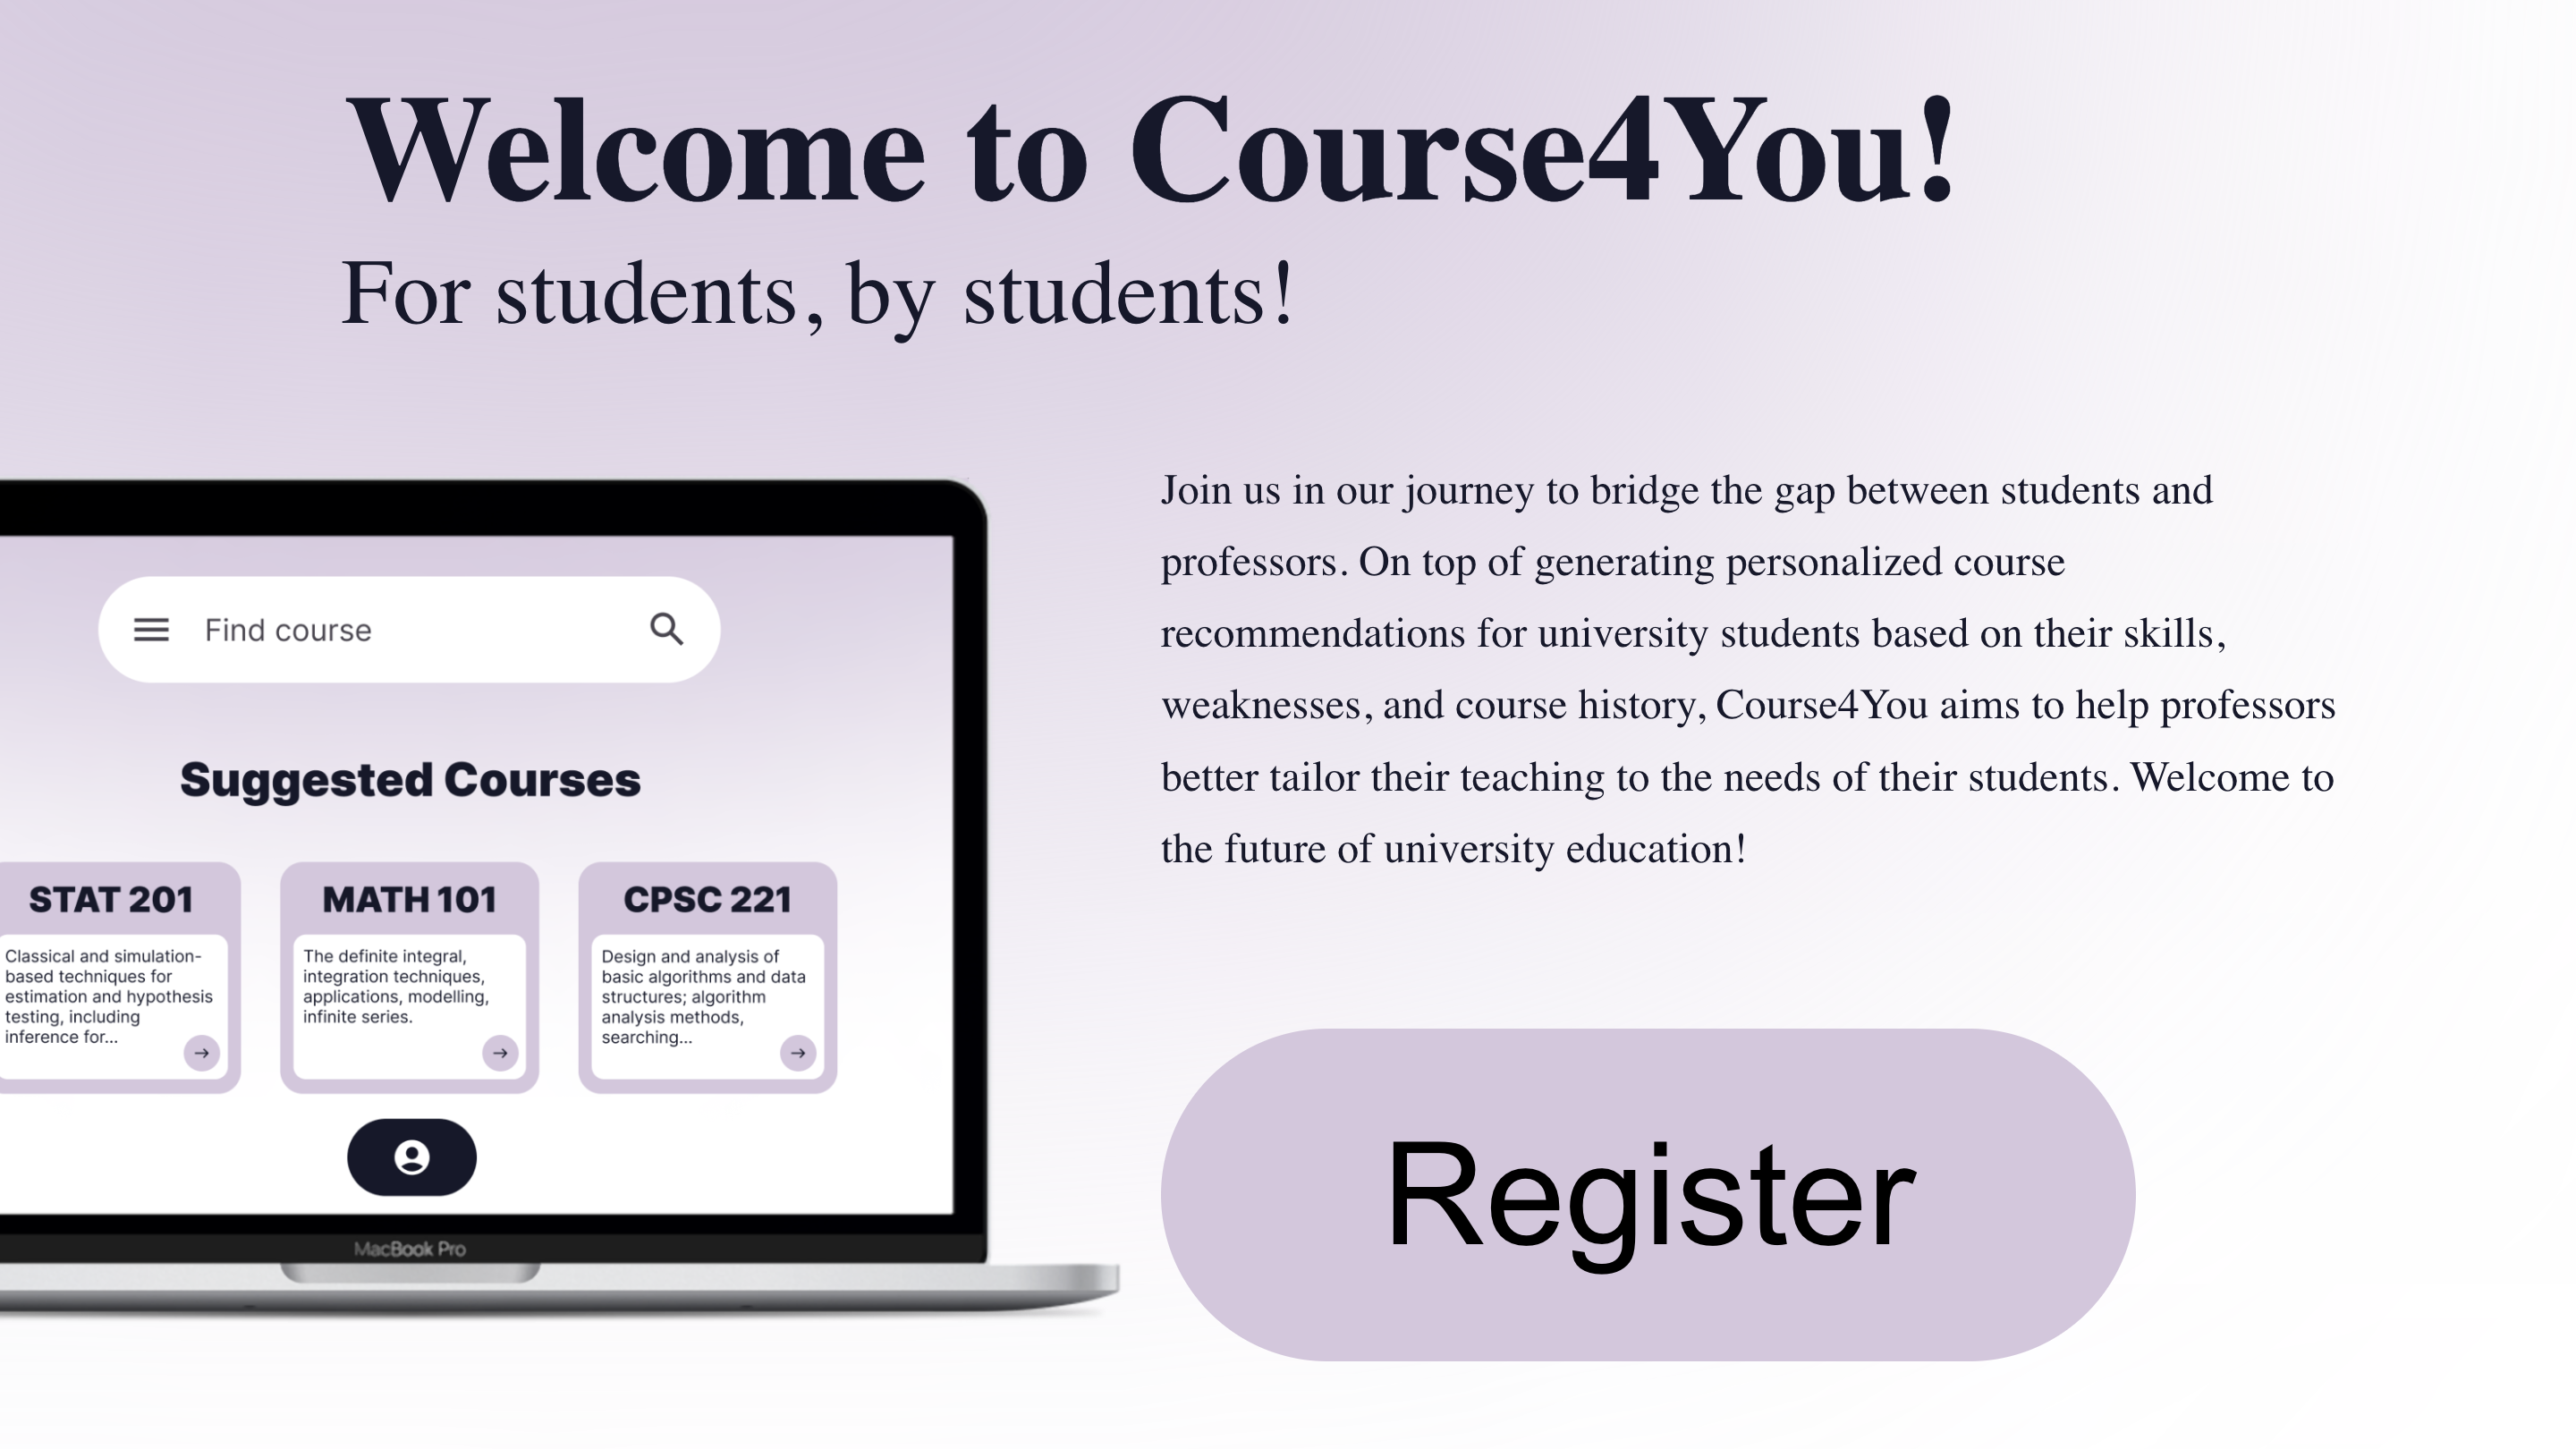 Welcome to Course4You!
For students, by students!
Join us in our journey to bridge the gap between students and
professors. On top of generating personalized course
recommendations for university students based on their skills,
weaknesses, and course history, Course4You aims to help professors
better tailor their teaching to the needs of their students. Welcome to
the future of university education!
Register
Find course
Suggested Courses
STAT 201
Classical and simulation-
based techniques for
estimation and hypothesis
testing, including
inference for...
MATH 101
The definite integral,
integration techniques,
applications, modelling,
infinite series.
CPSC 221
Design and analysis of
basic algorithms and data
structures; algorithm
analysis methods,
searching...
MacBook Pro